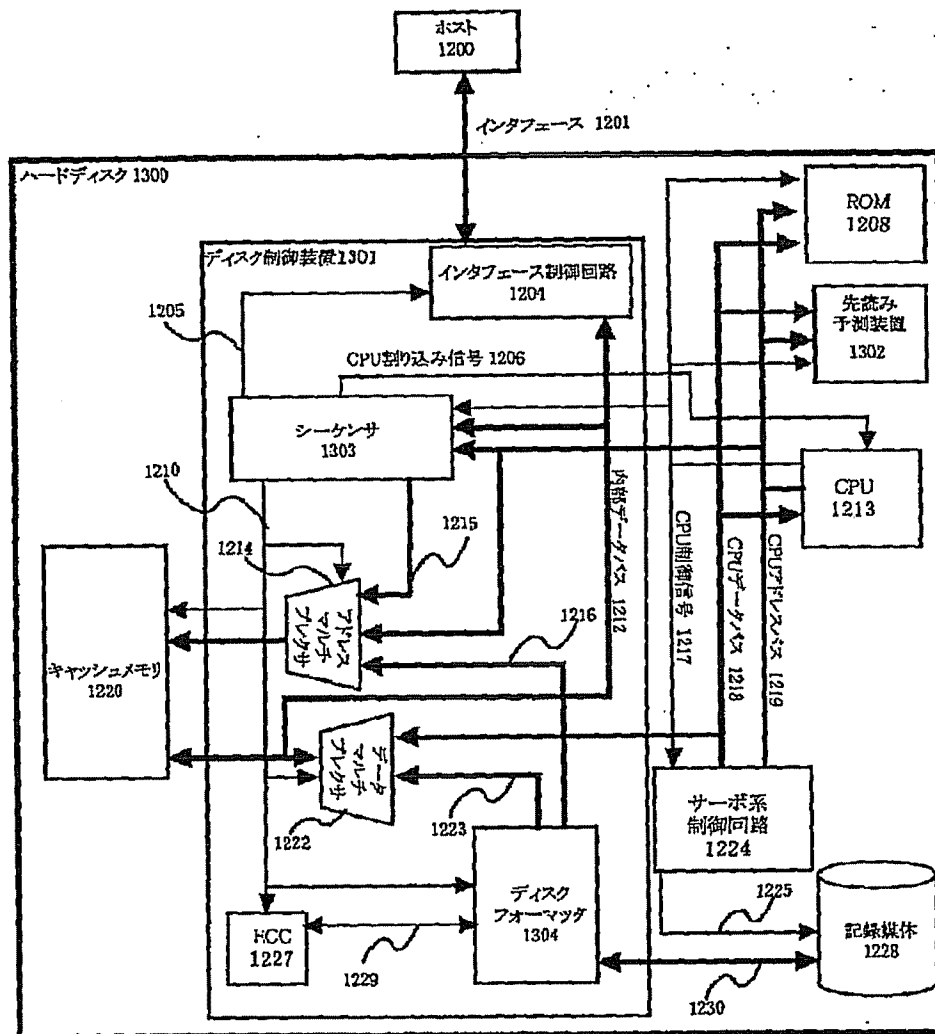 ホスト
1200
インタフェース 1201
ハードディスク 1300
ROM
1208
ディスク制御装置1301
インタフェース制御回路
1204
1205
先読み
予測装置
1302
CPU割り込み信号 1206
シーケンサ
1303
CPU
1213
1210
1214
1215
内部データバス 1212
CPU制御信号 1217
CPUデータバス 1218
CPUアドレスバス 1219
アドレス
マルチ
プレクサ
1216
キャッシュメモリ
1220
データ
マルチ
プレクサ
1222
1223
サーボ系
制御回路
1224
ディスク
フォーマッタ
1304
1225
ECC
1227
1229
記録媒体
1228
1230